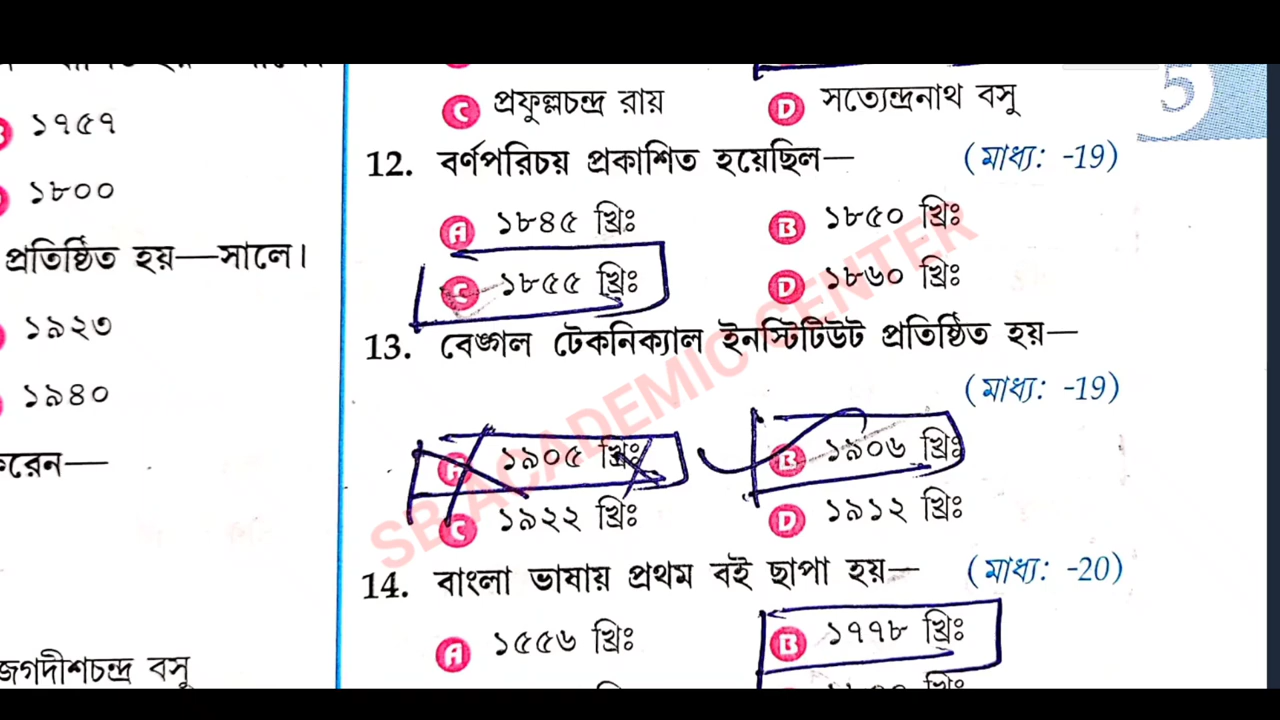 B ১৭৫৭
১৮০০
প্রতিষ্ঠিত হয়—সালে।
১৯২৩
১৯৪০
করেন—
জগদীশচন্দ্র বসু
5
C প্রফুল্লচন্দ্র রায় D সত্যেন্দ্রনাথ বসু
12. বর্ণপরিচয় প্রকাশিত হয়েছিল— (মাধ্য: -19)
A ১৮৪৫ খ্রিঃ B ১৮৫০ খ্রিঃ
C ১৮৫৫ খ্রিঃ D ১৮৬০ খ্রিঃ
13. বেঙ্গল টেকনিক্যাল ইনস্টিটিউট প্রতিষ্ঠিত হয়—
(মাধ্য: -19)
A ১৯০৫ খ্রিঃ B ১৯০৬ খ্রিঃ
C ১৯২২ খ্রিঃ D ১৯১২ খ্রিঃ
14. বাংলা ভাষায় প্রথম বই ছাপা হয়— (মাধ্য: -20)
A ১৫৫৬ খ্রিঃ B ১৭৭৮ খ্রিঃ
SB ACADEMIC CENTER